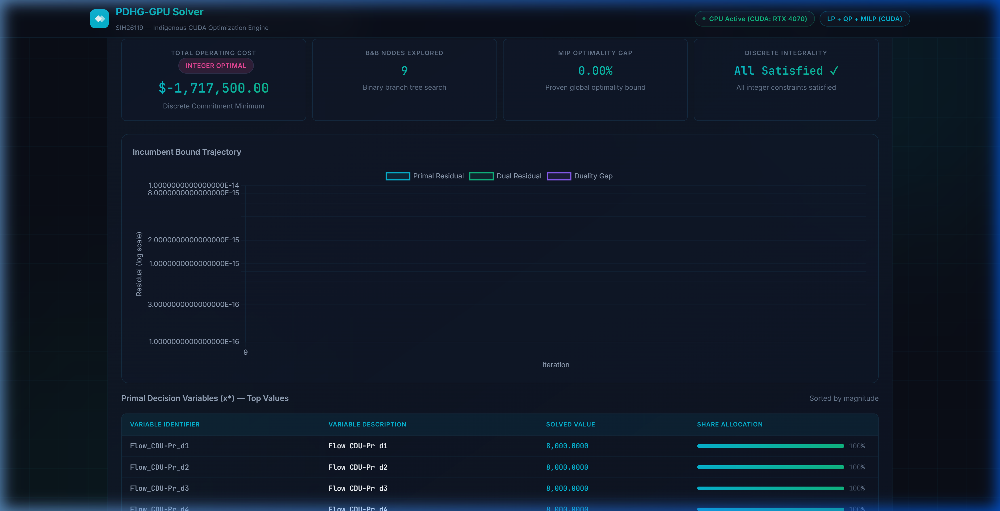 PDHG-GPU Solver
SIH26119 — Indigenous CUDA Optimization Engine
GPU Active (CUDA: RTX 4070)
LP + QP + MILP (CUDA)
TOTAL OPERATING COST
INTEGER OPTIMAL
$-1,717,500.00
Discrete Commitment Minimum
B&B NODES EXPLORED
9
Binary branch tree search
MIP OPTIMALITY GAP
0.00%
Proven global optimality bound
DISCRETE INTEGRALITY
All Satisfied ✓
All integer constraints satisfied
Incumbent Bound Trajectory
Primal Residual
Dual Residual
Duality Gap
Residual (log scale)
1.0000000000000000E-14
8.0000000000000000E-15
2.0000000000000000E-15
1.0000000000000000E-15
3.0000000000000000E-16
1.0000000000000000E-16
9
Iteration
Primal Decision Variables (x*) — Top Values
Sorted by magnitude
VARIABLE IDENTIFIER VARIABLE DESCRIPTION SOLVED VALUE SHARE ALLOCATION
Flow_CDU-Pr_d1 Flow CDU-Pr d1 8,000.0000 100%
Flow_CDU-Pr_d2 Flow CDU-Pr d2 8,000.0000 100%
Flow_CDU-Pr_d3 Flow CDU-Pr d3 8,000.0000 100%
Flow_CDU-Pr_d4 Flow CDU-Pr d4 8,000.0000 100%